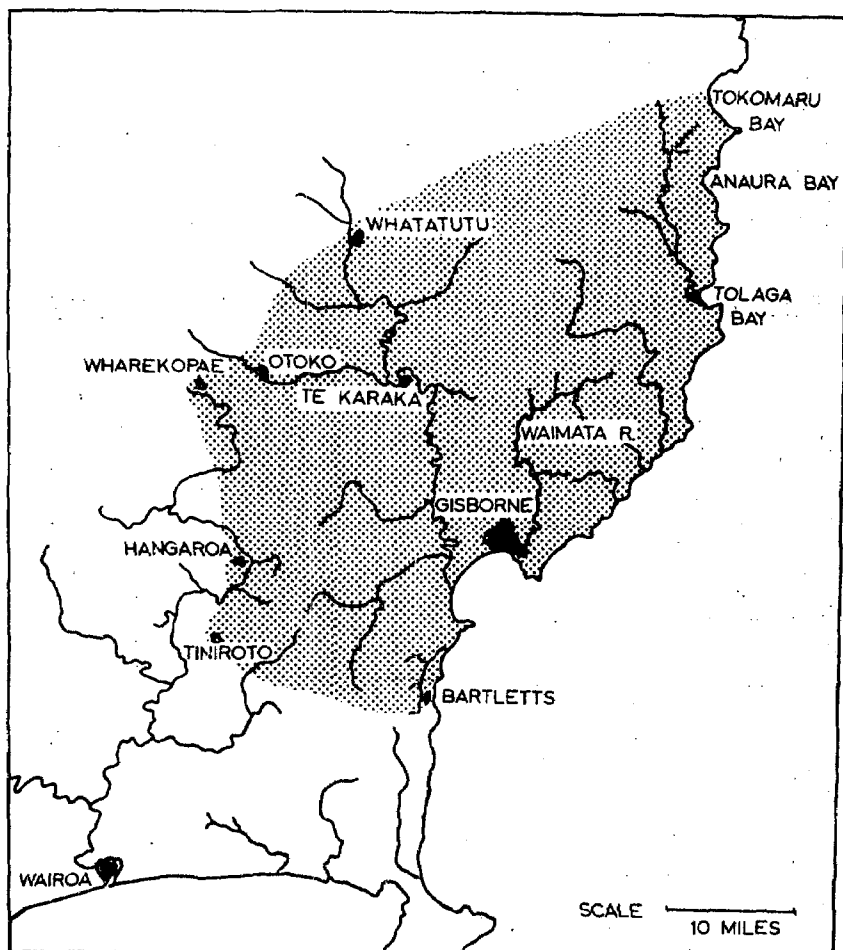 TOKOMARU
BAY
ANAURA BAY
WHATATUTU
TOLAGA
BAY
WHAREKOPAE
OTOKO
TE KARAKA
WAIMATA R.
GISBORNE
HANGAROA
TINIROTO
BARTLETTS
WAIROA
SCALE
10 MILES